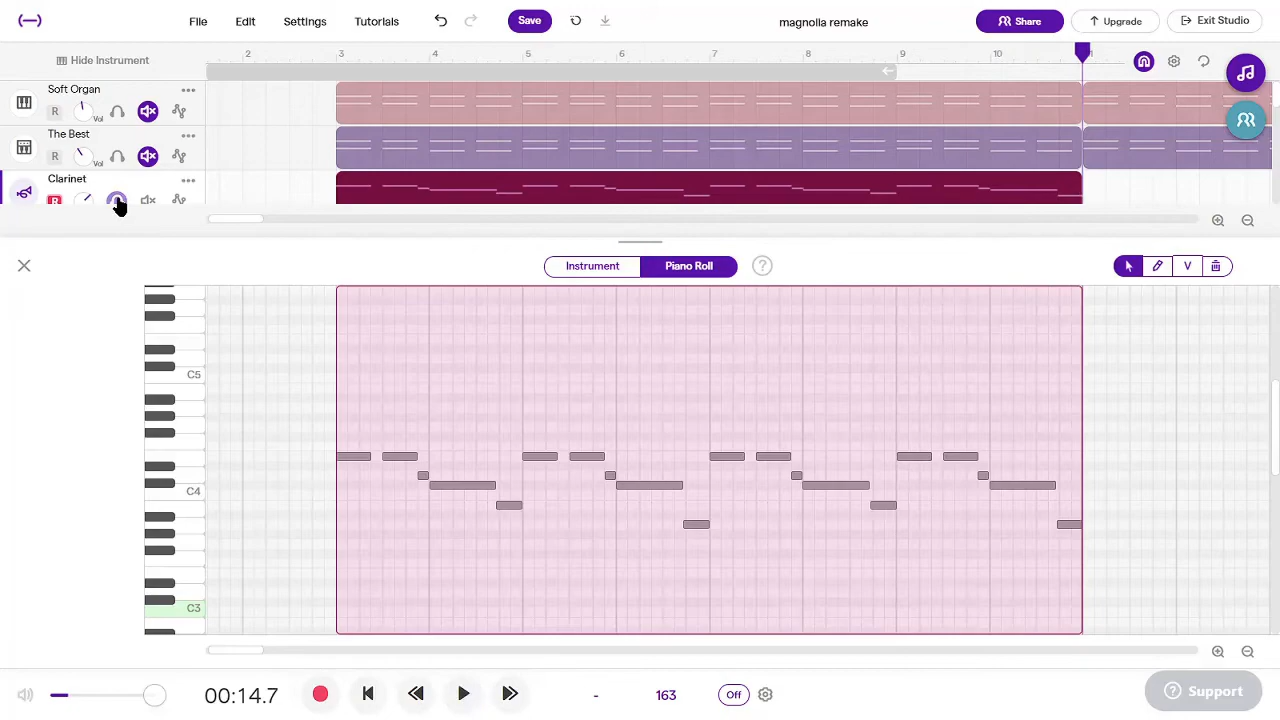 File Edit Settings Tutorials Save magnolia remake Share Upgrade Exit Studio
Hide Instrument 2 3 4 5 6 7 8 9 10
Soft Organ
R Vol
The Best
R Vol
Clarinet
R
Instrument Piano Roll ?
V
C5
C4
C3
00:14.7 - 163 Off
? Support